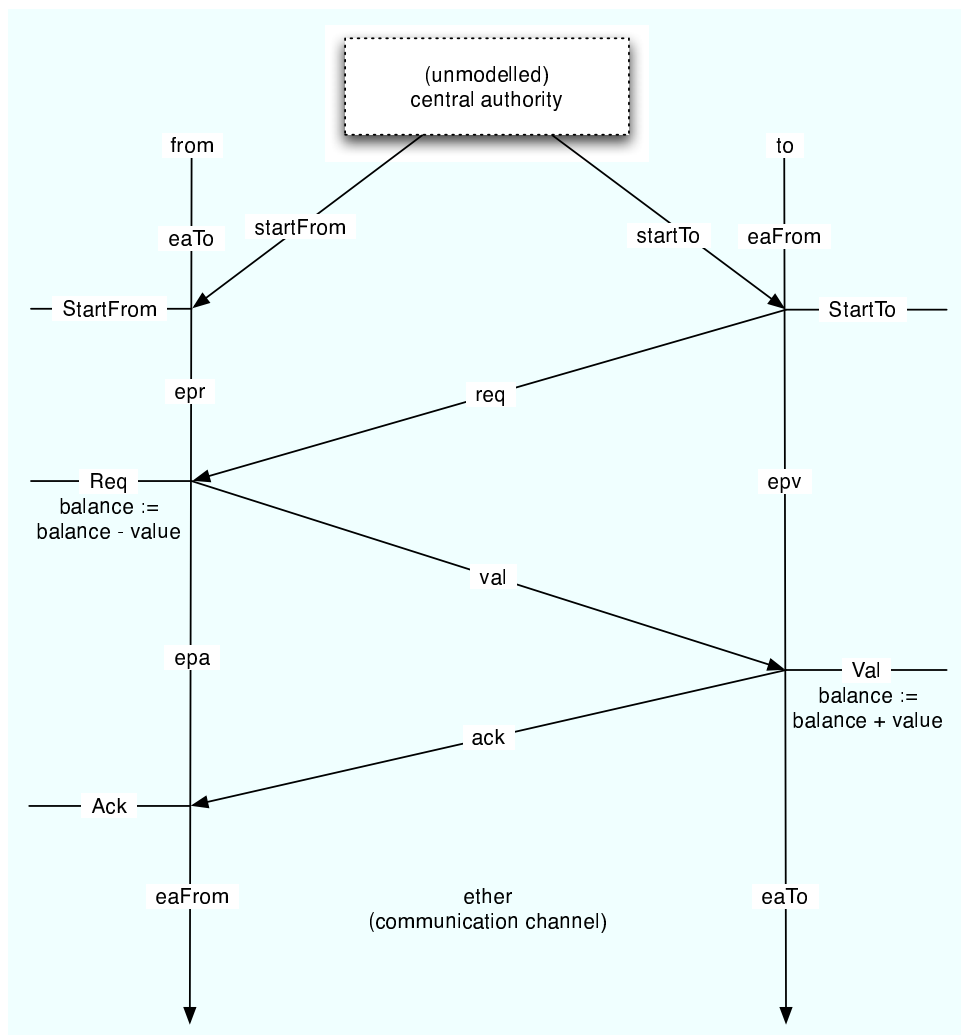 (unmodelled)
central authority
from
to
startFrom
startTo
eaTo
eaFrom
StartFrom
StartTo
epr
req
Req
balance :=
balance - value
epv
val
epa
Val
balance :=
balance + value
ack
Ack
eaFrom
ether
(communication channel)
eaTo